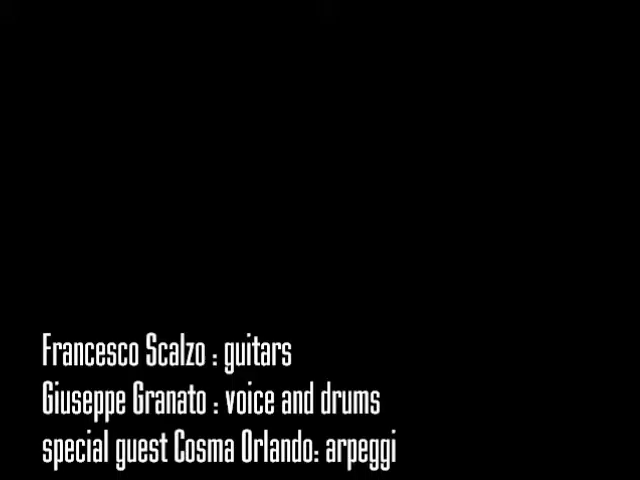 Francesco Scalzo : guitars
Giuseppe Granato : voice and drums
special guest Cosma Orlando: arpeggi